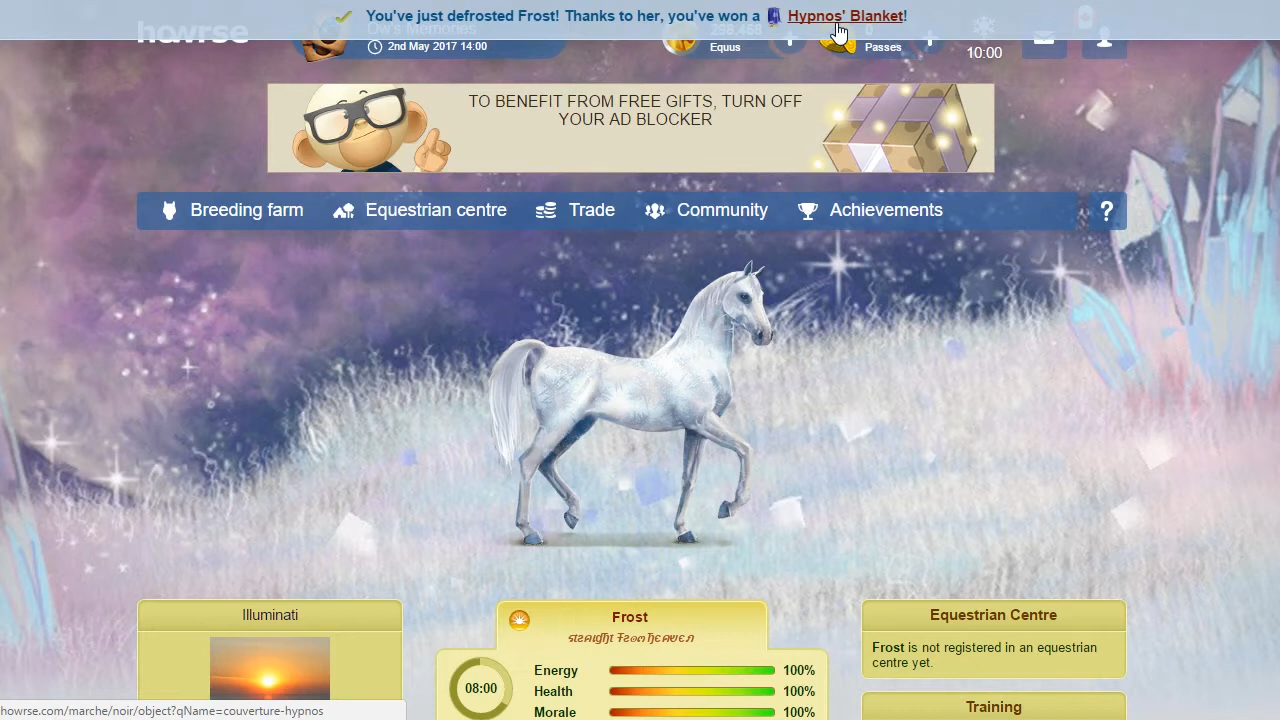 You've just defrosted Frost! Thanks to her, you've won a Hypnos' Blanket!
howrse
Ow's Memories
2nd May 2017 14:00
Equus
+
Passes
+
10:00
TO BENEFIT FROM FREE GIFTS, TURN OFF
YOUR AD BLOCKER
Breeding farm
Equestrian centre
Trade
Community
Achievements
?
Illuminati
Frost
Equestrian Centre
Frost is not registered in an equestrian
centre yet.
08:00
Energy 100%
Health 100%
Morale 100%
Training
howrse.com/marche/noir/object?qName=couverture-hypnos